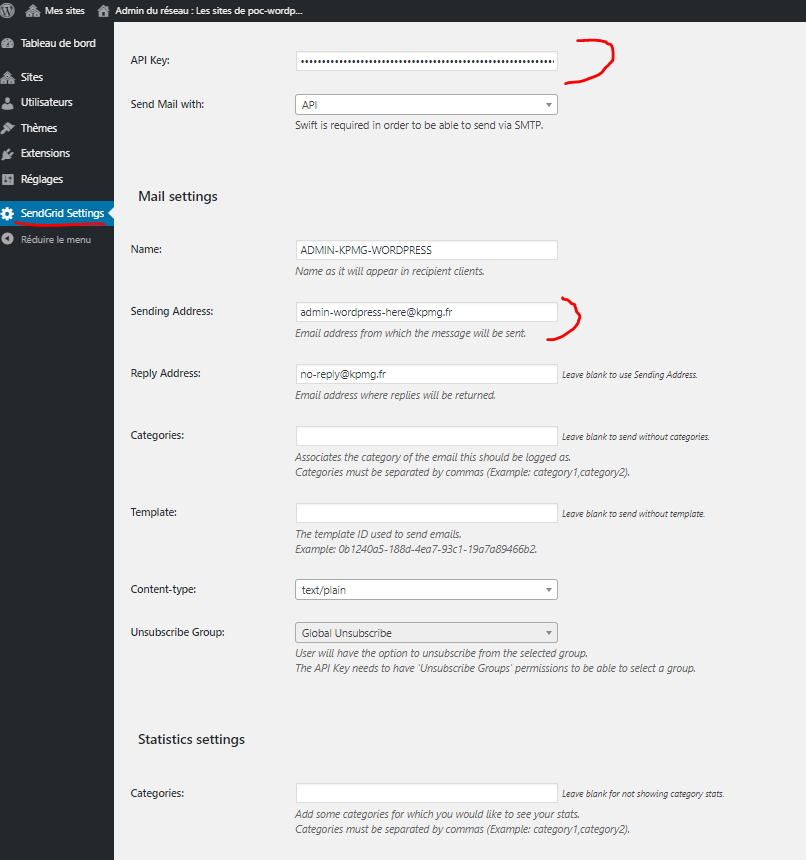 Mes sites Admin du réseau : Les sites de poc-wordp...
Tableau de bord
Sites
Utilisateurs
Thèmes
Extensions
Réglages
SendGrid Settings
Réduire le menu
API Key: ••••••••••••••••••••••••••••••••••••••••••••••••••••••••••••••
Send Mail with: API
Swift is required in order to be able to send via SMTP.
Mail settings
Name: ADMIN-KPMG-WORDPRESS
Name as it will appear in recipient clients.
Sending Address: admin-wordpress-here@kpmg.fr
Email address from which the message will be sent.
Reply Address: no-reply@kpmg.fr Leave blank to use Sending Address.
Email address where replies will be returned.
Categories: Leave blank to send without categories.
Associates the category of the email this should be logged as.
Categories must be separated by commas (Example: category1,category2).
Template: Leave blank to send without template.
The template ID used to send emails.
Example: 0b1240a5-188d-4ea7-93c1-19a7a89466b2.
Content-type: text/plain
Unsubscribe Group: Global Unsubscribe
User will have the option to unsubscribe from the selected group.
The API Key needs to have 'Unsubscribe Groups' permissions to be able to select a group.
Statistics settings
Categories: Leave blank for not showing category stats.
Add some categories for which you would like to see your stats.
Categories must be separated by commas (Example: category1,category2).